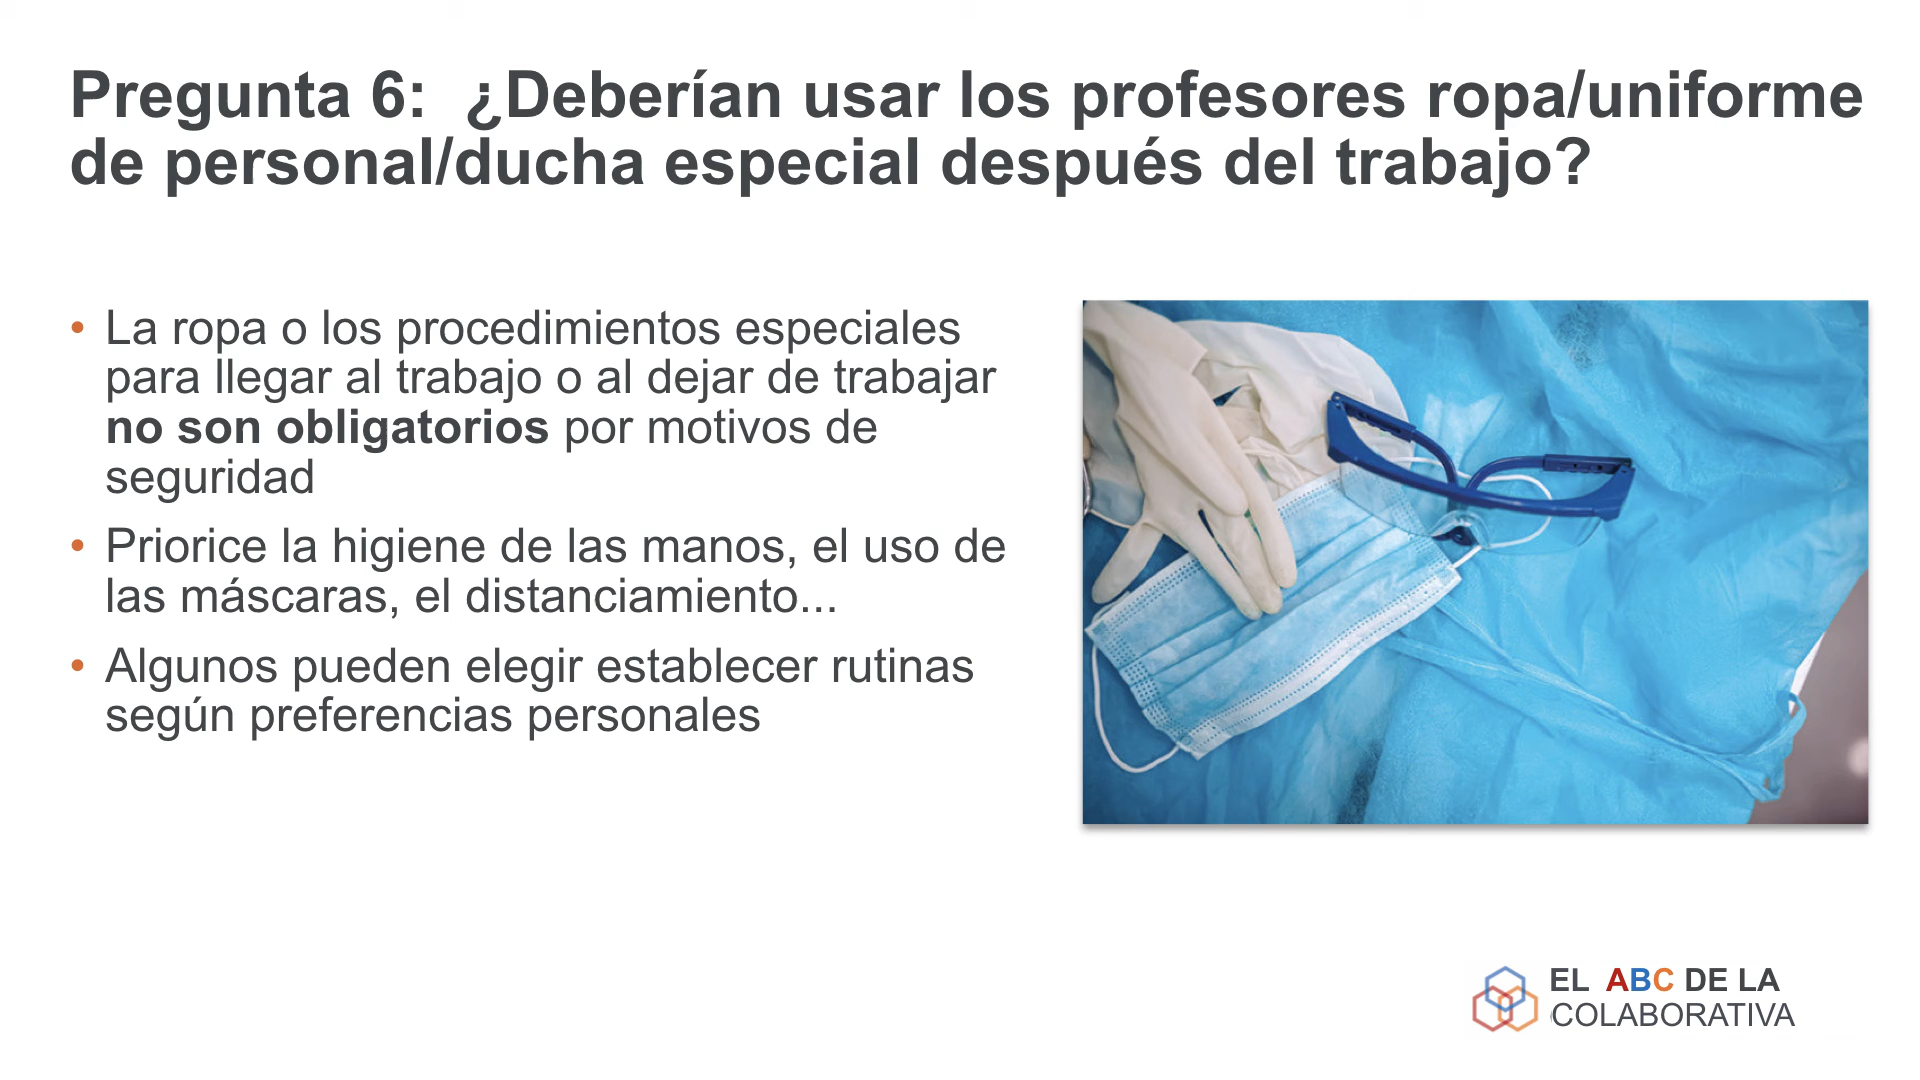 Pregunta 6:  ¿Deberían usar los profesores ropa/uniforme
de personal/ducha especial después del trabajo?
• La ropa o los procedimientos especiales
para llegar al trabajo o al dejar de trabajar
no son obligatorios por motivos de
seguridad
• Priorice la higiene de las manos, el uso de
las máscaras, el distanciamiento...
• Algunos pueden elegir establecer rutinas
según preferencias personales
EL ABC DE LA
COLABORATIVA